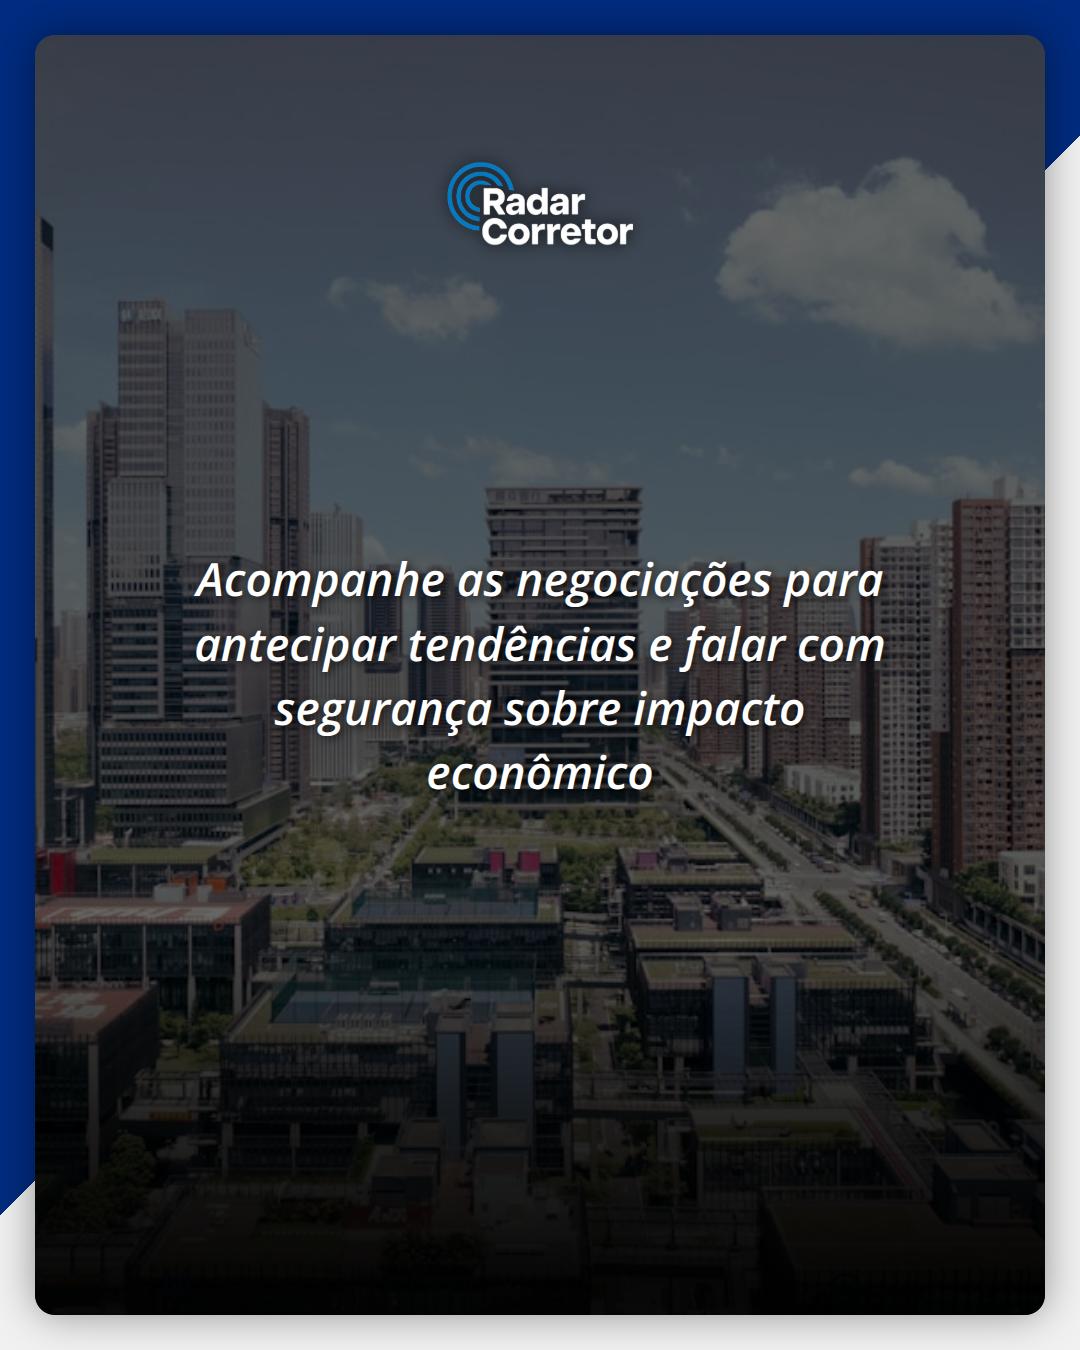 Radar
Corretor
Acompanhe as negociações para
antecipar tendências e falar com
segurança sobre impacto
econômico